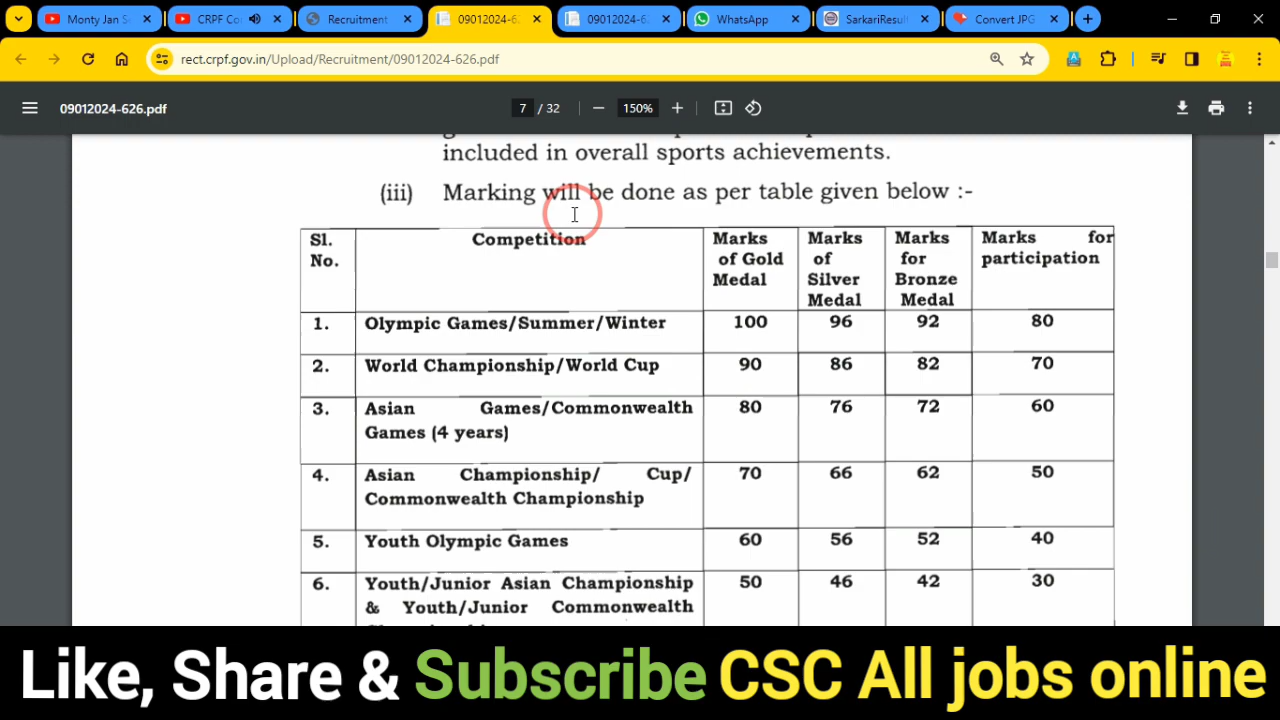 Monty Jan S
CRPF Co
Recruitment
09012024-6
09012024-6
WhatsApp
SarkariResul
Convert JPG
rect.crpf.gov.in/Upload/Recruitment/09012024-626.pdf
09012024-626.pdf
7 / 32
150%
included in overall sports achievements.
(iii) Marking will be done as per table given below :-
Sl. No. Competition Marks of Gold Medal Marks of Silver Medal Marks for Bronze Medal Marks for participation
1. Olympic Games/Summer/Winter 100 96 92 80
2. World Championship/World Cup 90 86 82 70
3. Asian Games/Commonwealth 80 76 72 60
Games (4 years)
4. Asian Championship/ Cup/ 70 66 62 50
Commonwealth Championship
5. Youth Olympic Games 60 56 52 40
6. Youth/Junior Asian Championship 50 46 42 30
& Youth/Junior Commonwealth
Like, Share & Subscribe CSC All jobs online